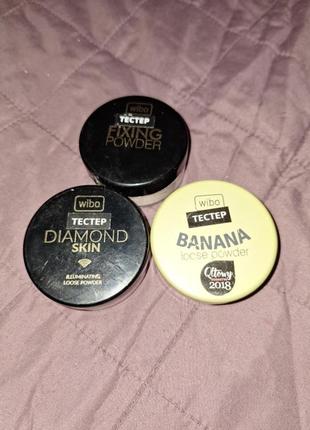 wibo
ТЕСТЕР
FIXING
POWDER
wibo
ТЕСТЕР
DIAMOND
SKIN
ILLUMINATING
LOOSE POWDER
wibo
ТЕСТЕР
BANANA
loose powder
2018